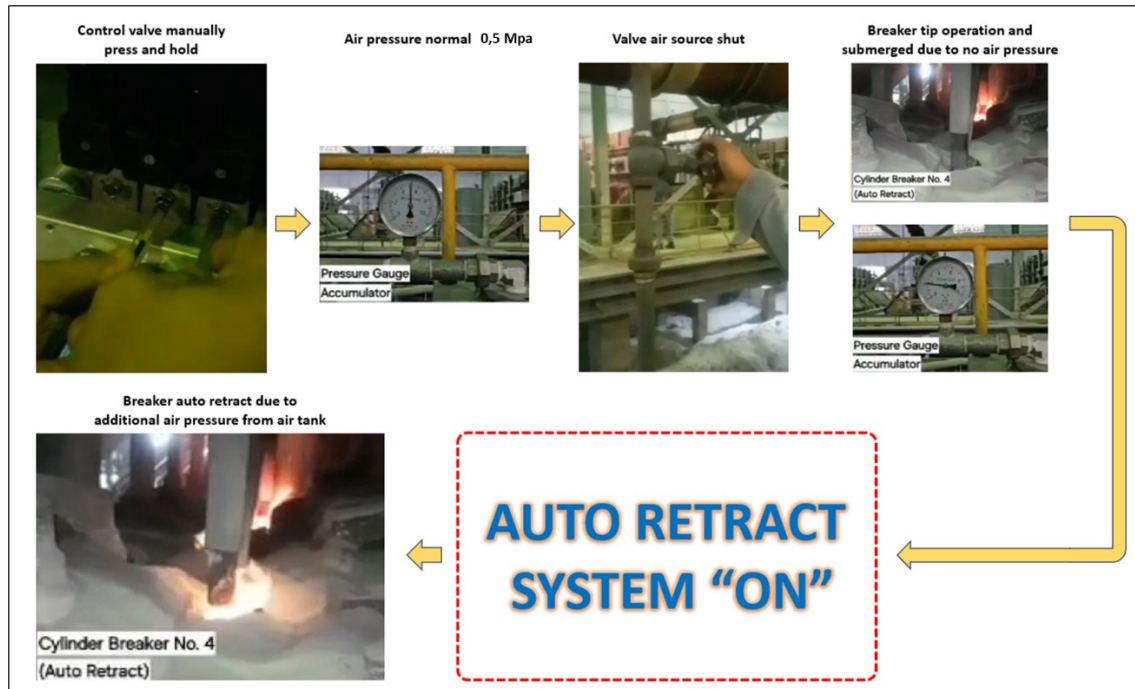 Control valve manually
press and hold
Air pressure normal 0,5 Mpa
Valve air source shut
Breaker tip operation and
submerged due to no air pressure
Pressure Gauge
Accumulator
Cylinder Breaker No. 4
(Auto Retract)
Pressure Gauge
Accumulator
Breaker auto retract due to
additional air pressure from air tank
Cylinder Breaker No. 4
(Auto Retract)
AUTO RETRACT
SYSTEM “ON”